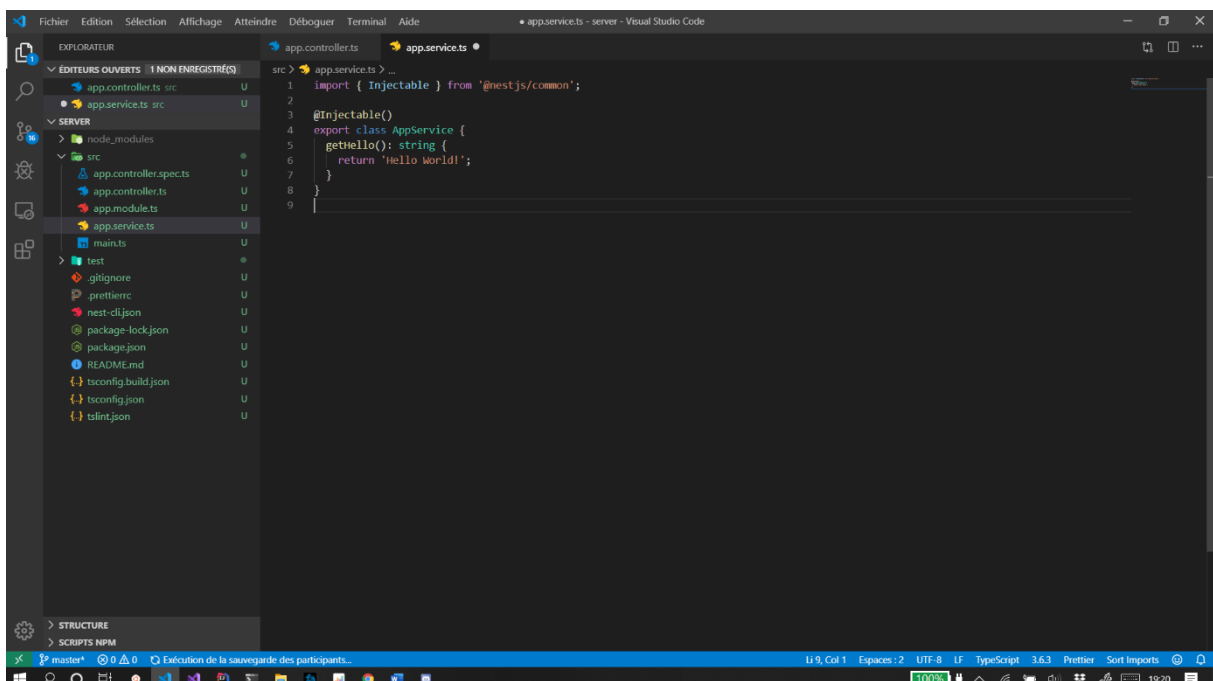 Fichier Edition Sélection Affichage Atteindre Déboguer Terminal Aide
● app.service.ts - server - Visual Studio Code
EXPLORATEUR
app.controller.ts
app.service.ts ●
ÉDITEURS OUVERTS 1 NON ENREGISTRÉ(S)
app.controller.ts src U
● app.service.ts src U
SERVER
node_modules
src
app.controller.spec.ts U
app.controller.ts U
app.module.ts U
app.service.ts U
main.ts U
test
.gitignore U
.prettierrc U
nest-cli.json U
package-lock.json U
package.json U
README.md U
tsconfig.build.json U
tsconfig.json U
tslint.json U
STRUCTURE
SCRIPTS NPM
src > app.service.ts > ...
1 import { Injectable } from '@nestjs/common';
2
3 @Injectable()
4 export class AppService {
5 getHello(): string {
6 return 'Hello World!';
7 }
8 }
9
master* 0 0 Exécution de la sauvegarde des participants...
Li 9, Col 1 Espaces : 2 UTF-8 LF TypeScript 3.6.3 Prettier Sort Imports
100% 19:20